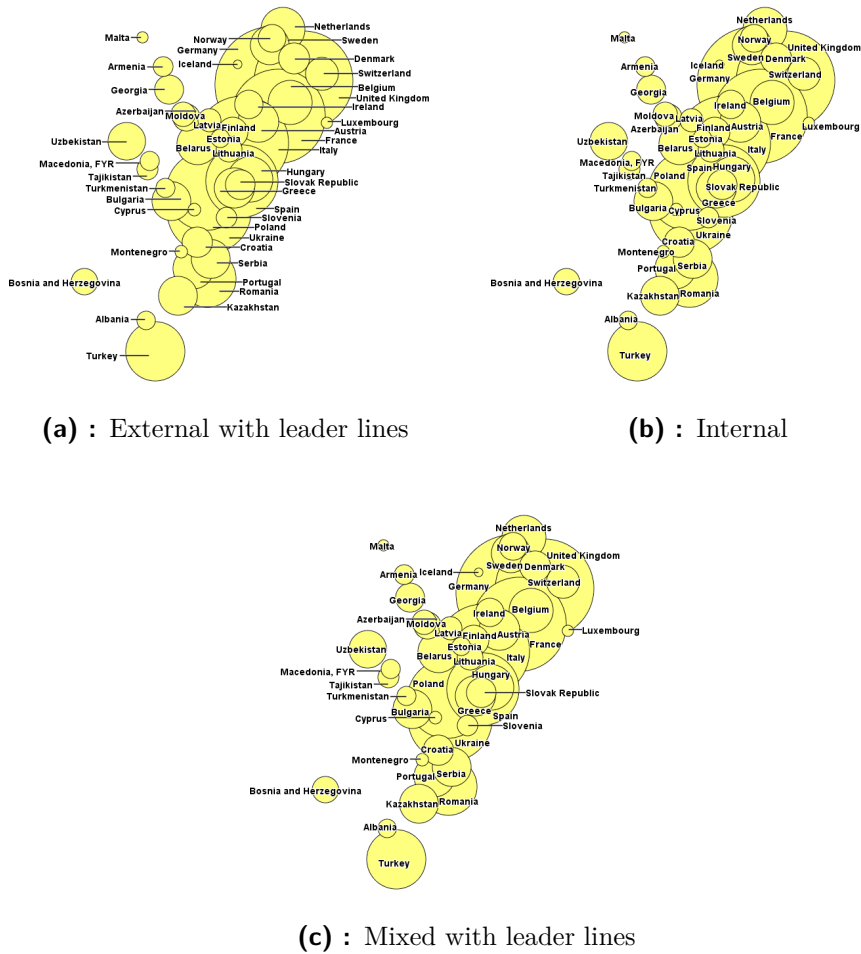 Netherlands
Malta
Norway
Sweden
Germany
Denmark
Iceland
Armenia
Switzerland
Georgia
Belgium
United Kingdom
Ireland
Azerbaijan
Moldova
Luxembourg
Latvia
Finland
Austria
Uzbekistan
Estonia
France
Belarus
Italy
Lithuania
Macedonia, FYR
Hungary
Tajikistan
Slovak Republic
Turkmenistan
Greece
Bulgaria
Cyprus
Spain
Slovenia
Poland
Ukraine
Montenegro
Croatia
Serbia
Bosnia and Herzegovina
Portugal
Romania
Kazakhstan
Albania
Turkey
(a) : External with leader lines
Netherlands
Malta
Norway
United Kingdom
Sweden
Denmark
Iceland
Armenia
Switzerland
Germany
Georgia
Belgium
Ireland
Moldova
Latvia
Luxembourg
Azerbaijan
Finland
Austria
France
Uzbekistan
Estonia
Belarus
Italy
Lithuania
Macedonia, FYR
Spain
Hungary
Tajikistan
Poland
Turkmenistan
Slovak Republic
Greece
Bulgaria
Cyprus
Slovenia
Ukraine
Croatia
Montenegro
Portugal
Serbia
Bosnia and Herzegovina
Kazakhstan
Romania
Albania
Turkey
(b) : Internal
Netherlands
Malta
Norway
United Kingdom
Sweden
Denmark
Iceland
Armenia
Switzerland
Germany
Georgia
Belgium
Ireland
Azerbaijan
Moldova
Latvia
Luxembourg
Finland
Austria
France
Uzbekistan
Estonia
Belarus
Italy
Lithuania
Macedonia, FYR
Hungary
Tajikistan
Poland
Slovak Republic
Turkmenistan
Bulgaria
Greece
Spain
Cyprus
Slovenia
Ukraine
Croatia
Montenegro
Portugal
Serbia
Bosnia and Herzegovina
Kazakhstan
Romania
Albania
Turkey
(c) : Mixed with leader lines